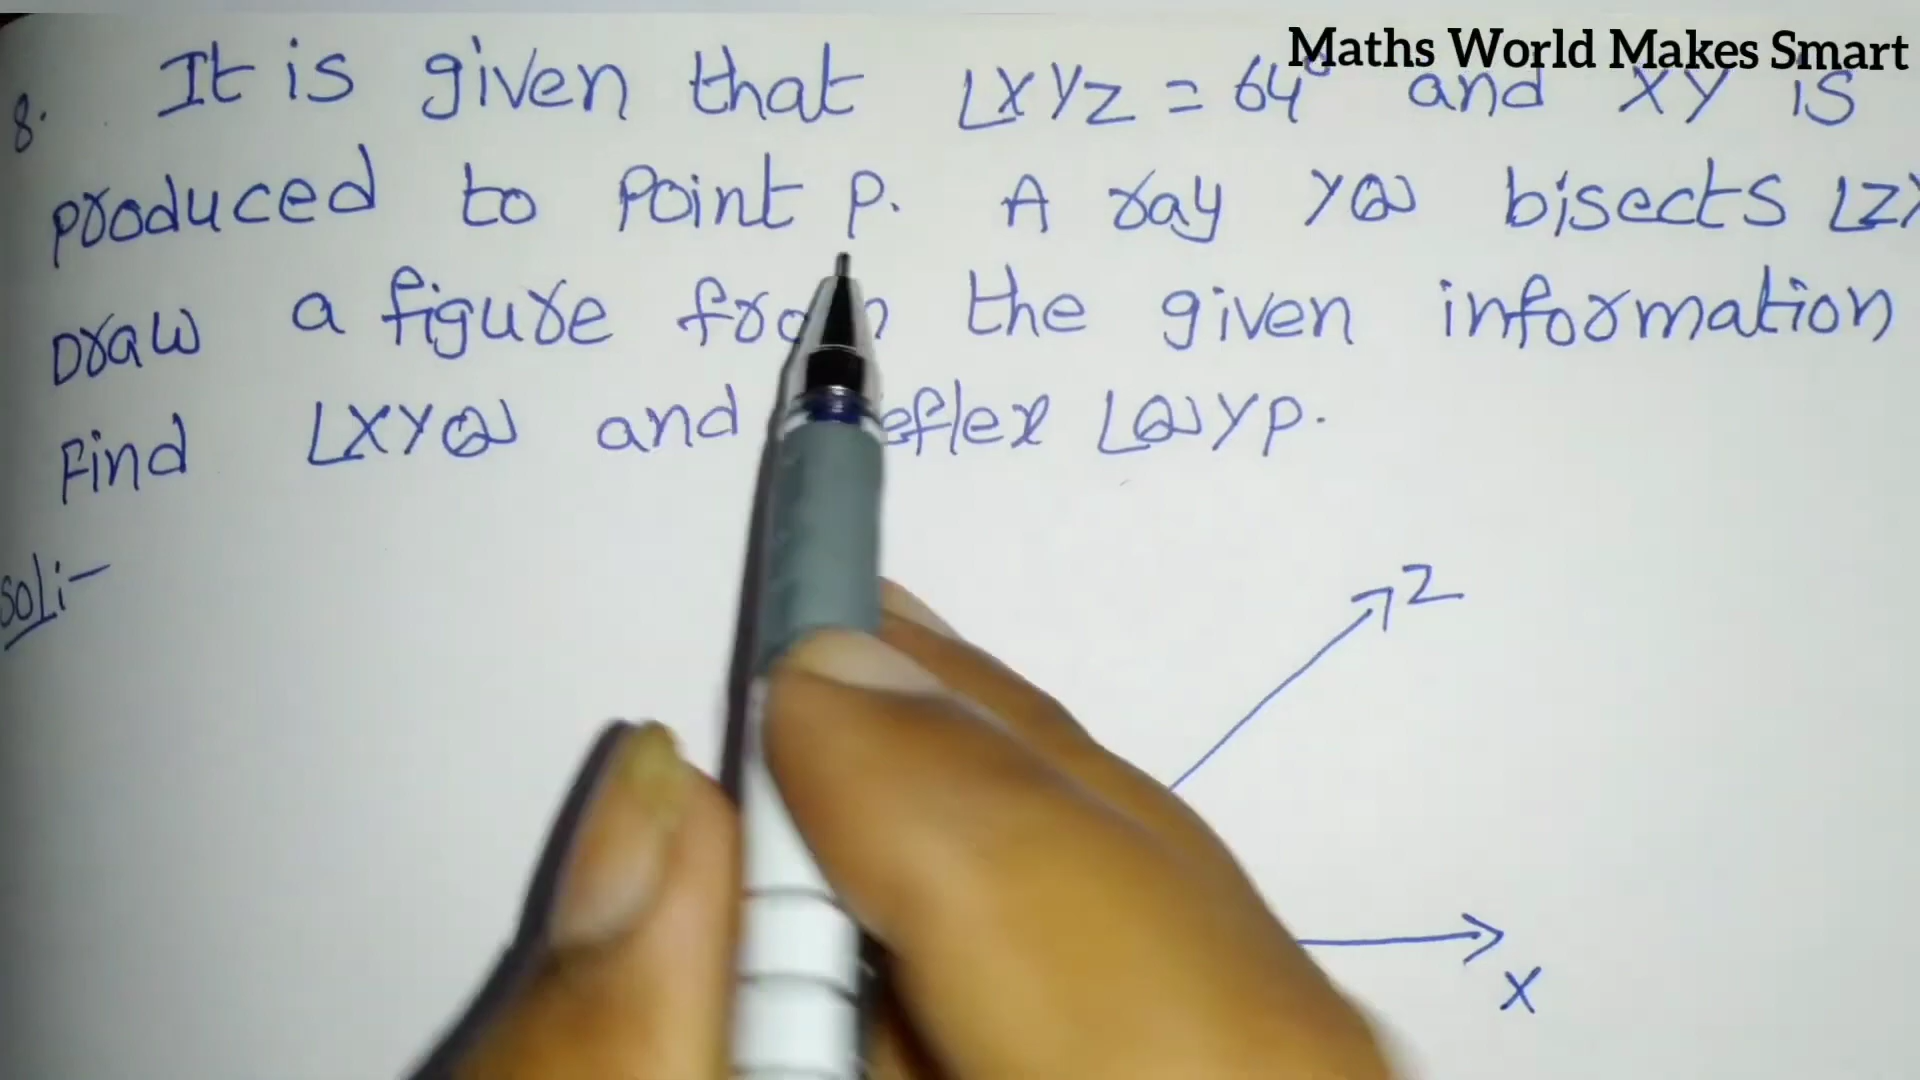 Maths World Makes Smart
8. It is given that ∠XYZ = 64° and XY is
produced to Point P. A ray YQ bisects
Draw a figure from the given information
Find ∠XYQ and reflex ∠QYP.
Sol:-
Z
X